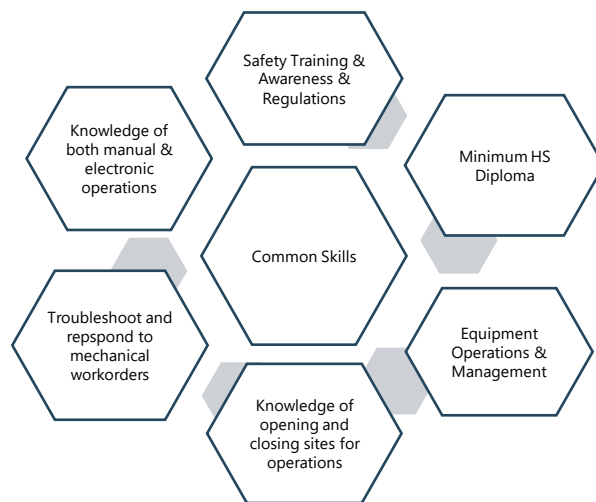 Safety Training &
Awareness &
Regulations
Minimum HS
Diploma
Equipment
Operations &
Management
Knowledge of
opening and
closing sites for
operations
Troubleshoot and
repspond to
mechanical
workorders
Knowledge of
both manual &
electronic
operations
Common Skills